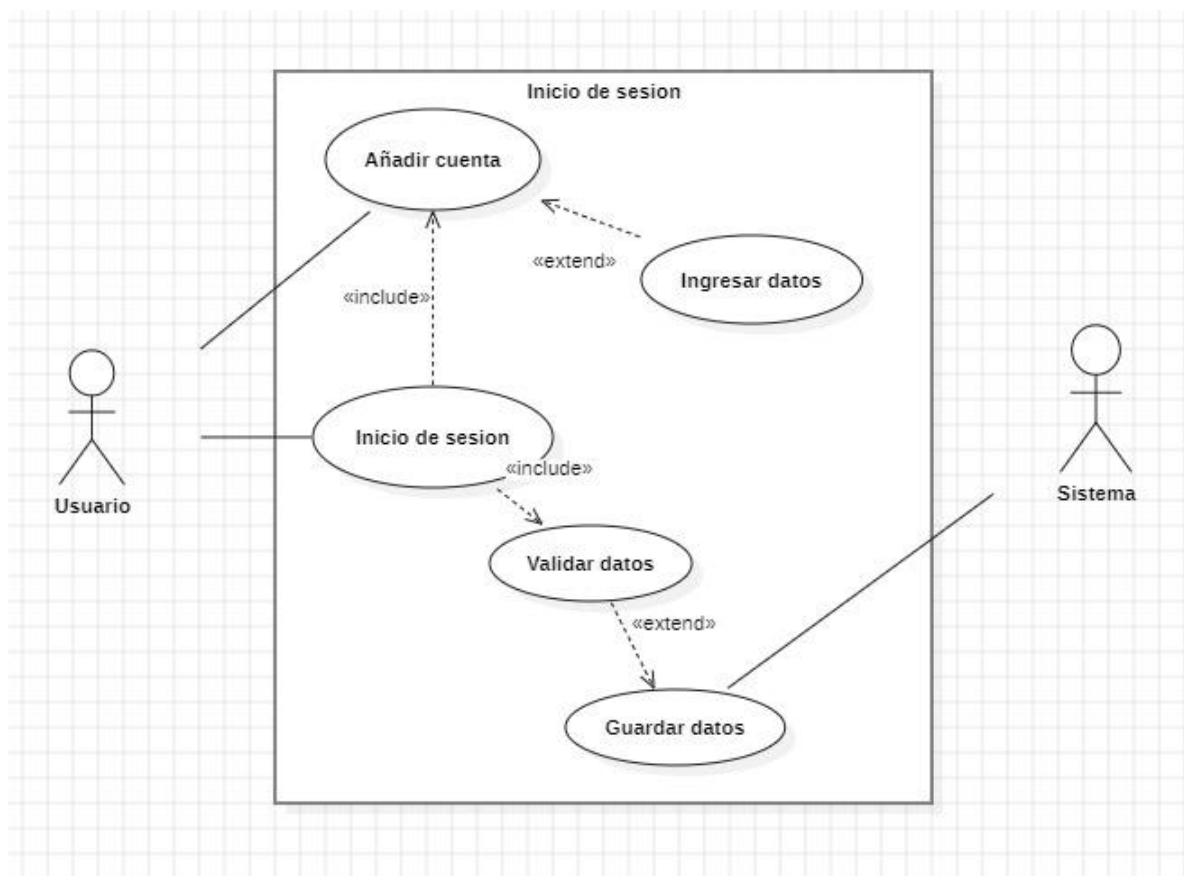 Inicio de sesion
Añadir cuenta
«extend»
Ingresar datos
«include»
Inicio de sesion
«include»
Usuario
Sistema
Validar datos
«extend»
Guardar datos